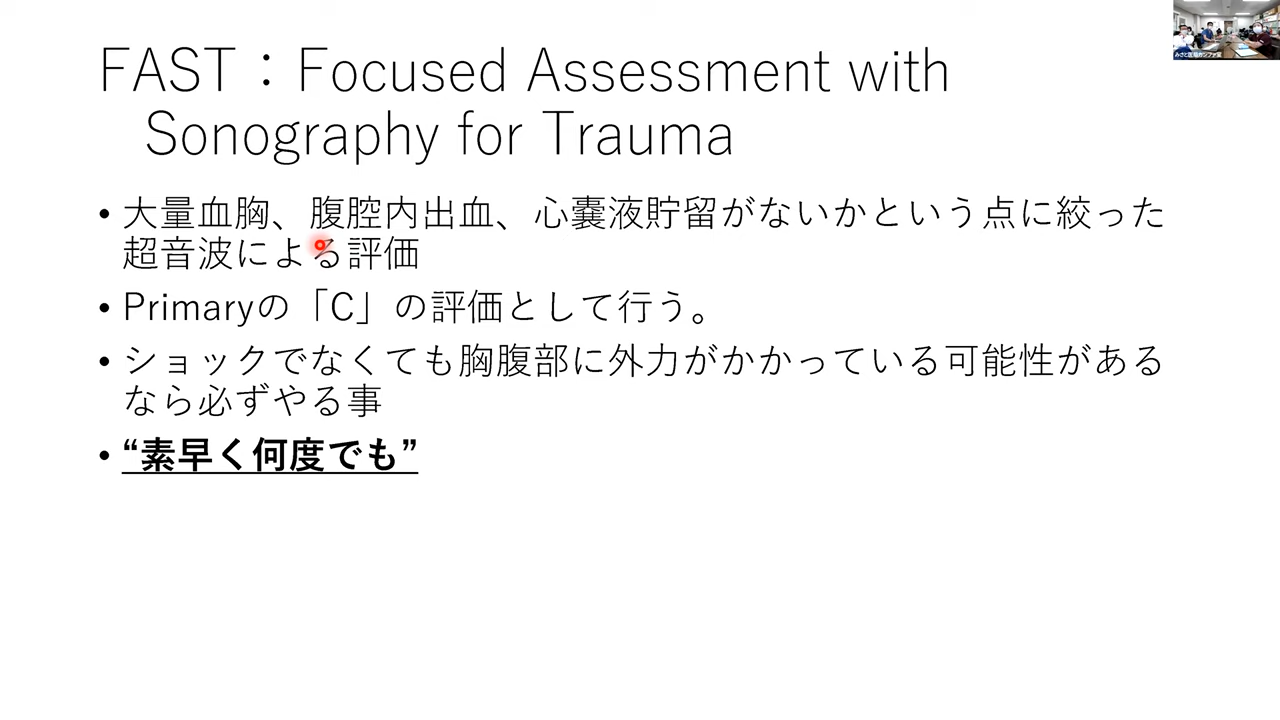 FAST：Focused Assessment with
Sonography for Trauma
• 大量血胸、腹腔内出血、心嚢液貯留がないかという点に絞った
超音波による評価
• Primaryの「C」の評価として行う。
• ショックでなくても胸腹部に外力がかかっている可能性がある
なら必ずやる事
• “素早く何度でも”